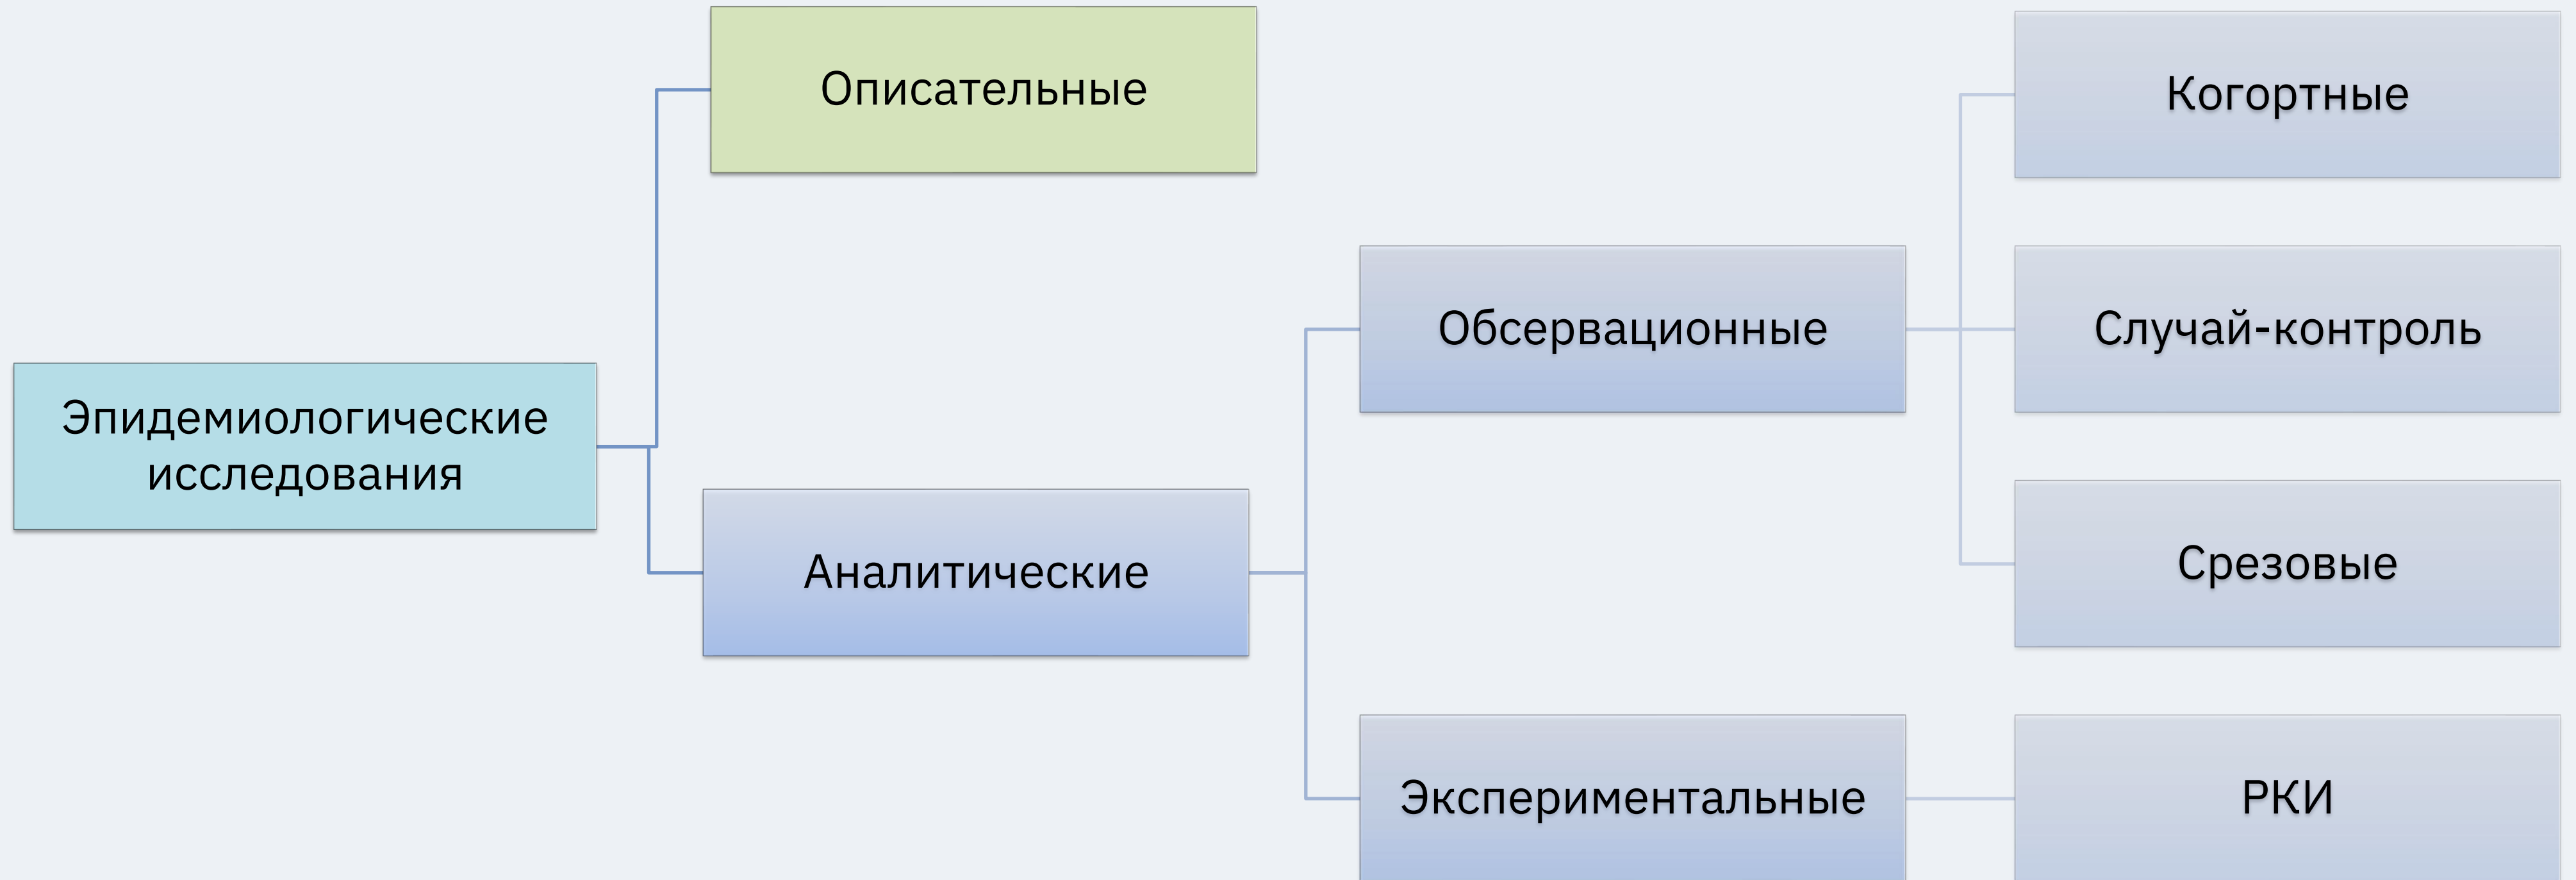 Эпидемиологические
исследования
Описательные
Аналитические
Обсервационные
Экспериментальные
Когортные
Случай-контроль
Срезовые
РКИ